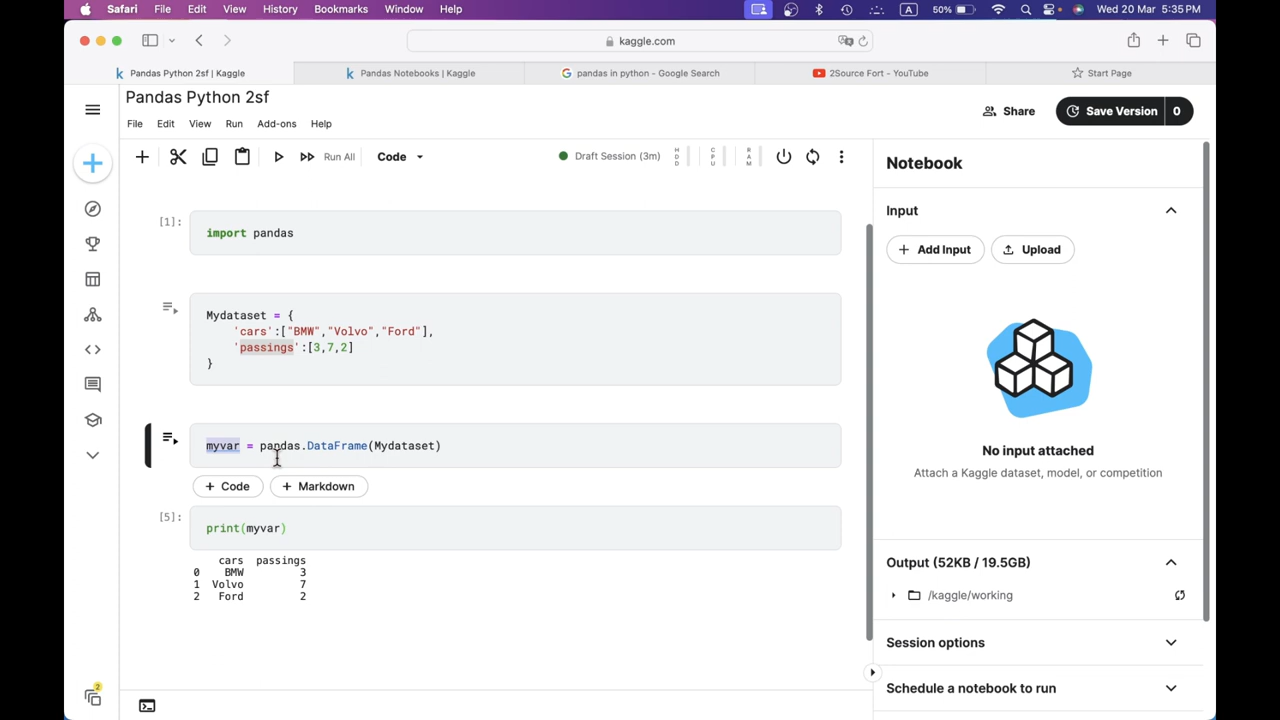 Safari File Edit View History Bookmarks Window Help A 50% Wed 20 Mar 5:35 PM
kaggle.com
Pandas Python 2sf | Kaggle Pandas Notebooks | Kaggle pandas in python - Google Search 2Source Fort - YouTube Start Page
Pandas Python 2sf
File Edit View Run Add-ons Help
Share Save Version 0
Run All Code Draft Session (3m) HDD CPU RAM
[1]: import pandas
Mydataset = {
'cars':["BMW","Volvo","Ford"],
'passings':[3,7,2]
}
myvar = pandas.DataFrame(Mydataset)
+ Code + Markdown
[5]: print(myvar)
cars passings
0 BMW 3
1 Volvo 7
2 Ford 2
2
Notebook
Input
+ Add Input Upload
No input attached
Attach a Kaggle dataset, model, or competition
Output (52KB / 19.5GB)
/kaggle/working
Session options
Schedule a notebook to run